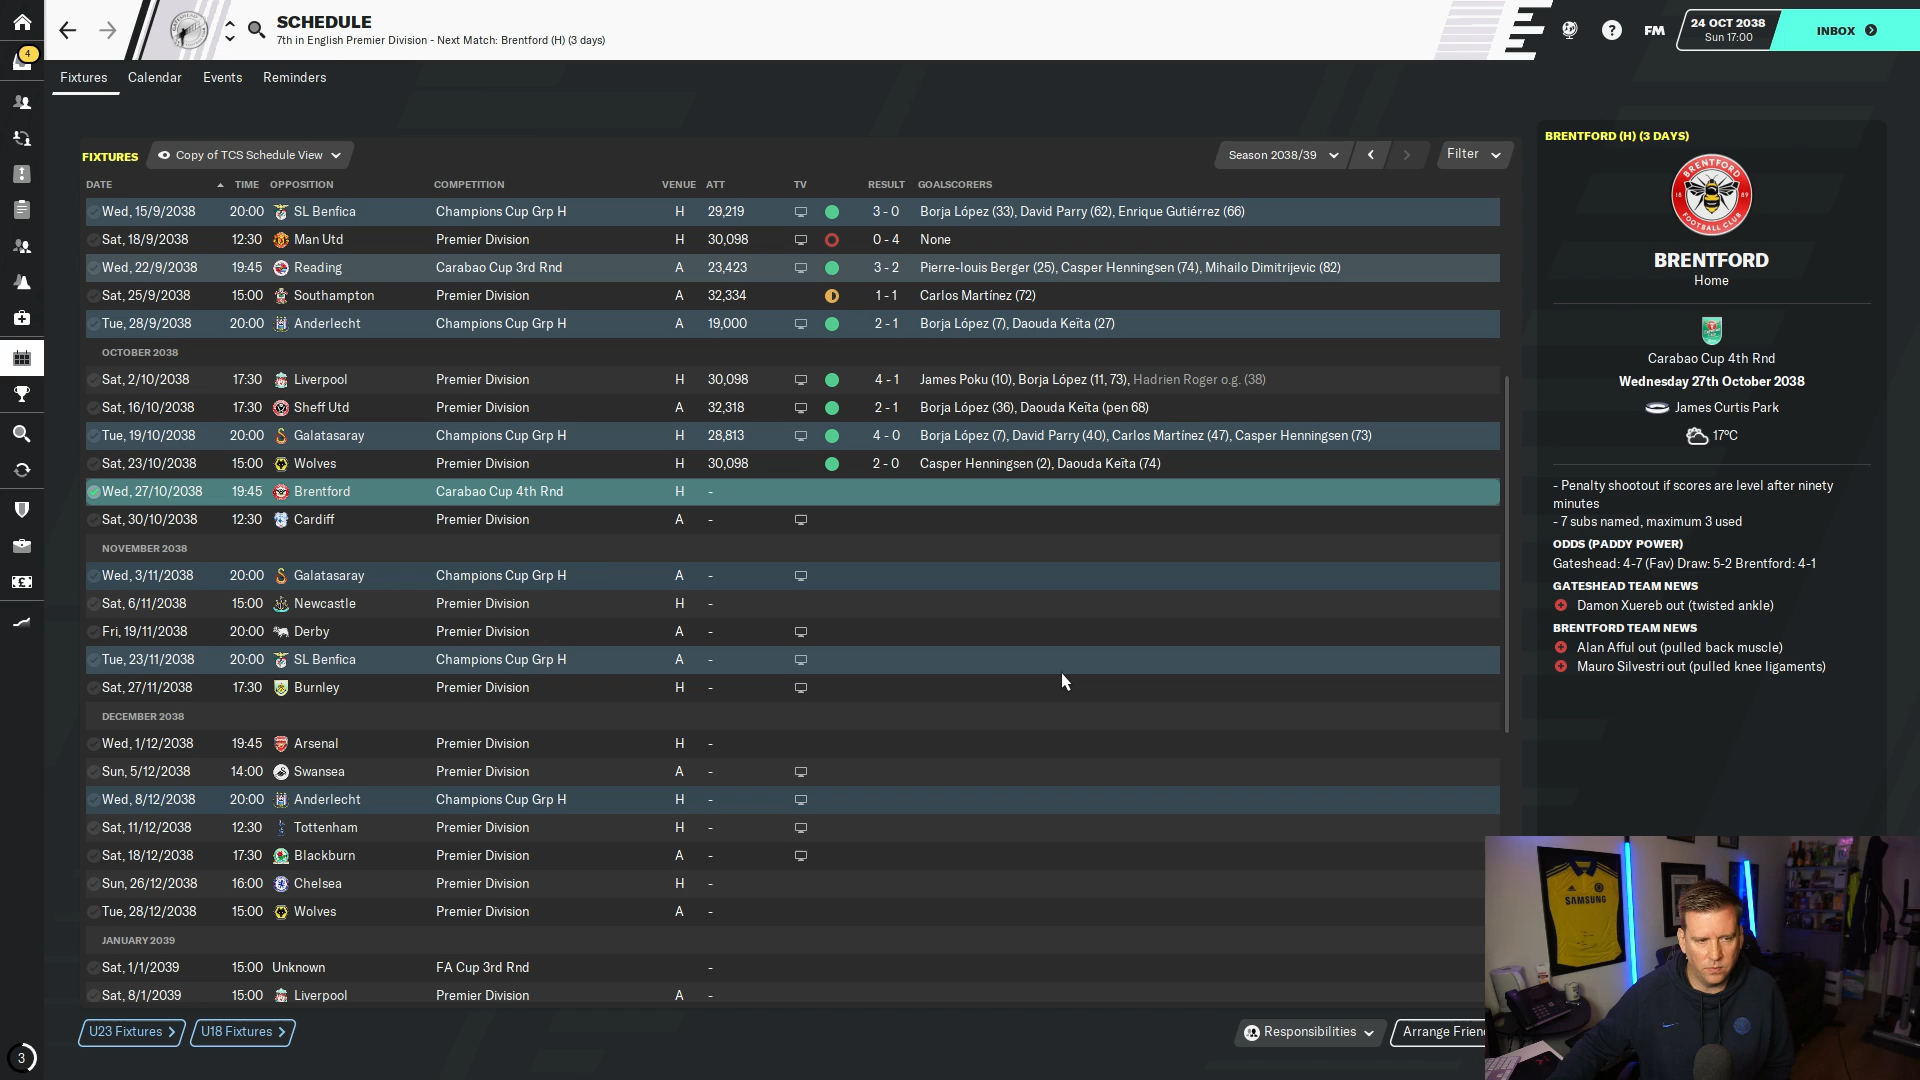 SCHEDULE
7th in English Premier Division - Next Match: Brentford (H) (3 days)
FM
24 OCT 2038
Sun 17:00
INBOX
4
Fixtures Calendar Events Reminders
FIXTURES Copy of TCS Schedule View Season 2038/39 Filter
DATE TIME OPPOSITION COMPETITION VENUE ATT TV RESULT GOALSCORERS
Wed, 15/9/2038 20:00 SL Benfica Champions Cup Grp H H 29,219 3 - 0 Borja López (33), David Parry (62), Enrique Gutiérrez (66)
Sat, 18/9/2038 12:30 Man Utd Premier Division H 30,098 0 - 4 None
Wed, 22/9/2038 19:45 Reading Carabao Cup 3rd Rnd A 23,423 3 - 2 Pierre-louis Berger (25), Casper Henningsen (74), Mihailo Dimitrijevic (82)
Sat, 25/9/2038 15:00 Southampton Premier Division A 32,334 1 - 1 Carlos Martínez (72)
Tue, 28/9/2038 20:00 Anderlecht Champions Cup Grp H A 19,000 2 - 1 Borja López (7), Daouda Keïta (27)
OCTOBER 2038
Sat, 2/10/2038 17:30 Liverpool Premier Division H 30,098 4 - 1 James Poku (10), Borja López (11, 73), Hadrien Roger o.g. (38)
Sat, 16/10/2038 17:30 Sheff Utd Premier Division A 32,318 2 - 1 Borja López (36), Daouda Keïta (pen 68)
Tue, 19/10/2038 20:00 Galatasaray Champions Cup Grp H H 28,813 4 - 0 Borja López (7), David Parry (40), Carlos Martínez (47), Casper Henningsen (73)
Sat, 23/10/2038 15:00 Wolves Premier Division H 30,098 2 - 0 Casper Henningsen (2), Daouda Keïta (74)
Wed, 27/10/2038 19:45 Brentford Carabao Cup 4th Rnd H -
Sat, 30/10/2038 12:30 Cardiff Premier Division A -
NOVEMBER 2038
Wed, 3/11/2038 20:00 Galatasaray Champions Cup Grp H A -
Sat, 6/11/2038 15:00 Newcastle Premier Division H -
Fri, 19/11/2038 20:00 Derby Premier Division A -
Tue, 23/11/2038 20:00 SL Benfica Champions Cup Grp H A -
Sat, 27/11/2038 17:30 Burnley Premier Division H -
DECEMBER 2038
Wed, 1/12/2038 19:45 Arsenal Premier Division H -
Sun, 5/12/2038 14:00 Swansea Premier Division A -
Wed, 8/12/2038 20:00 Anderlecht Champions Cup Grp H H -
Sat, 11/12/2038 12:30 Tottenham Premier Division H -
Sat, 18/12/2038 17:30 Blackburn Premier Division A -
Sun, 26/12/2038 16:00 Chelsea Premier Division H -
Tue, 28/12/2038 15:00 Wolves Premier Division A -
JANUARY 2039
Sat, 1/1/2039 15:00 Unknown FA Cup 3rd Rnd -
Sat, 8/1/2039 15:00 Liverpool Premier Division A -
U23 Fixtures U18 Fixtures Responsibilities Arrange Frien
3
BRENTFORD (H) (3 DAYS)
BRENTFORD
18 89
FOOTBALL CLUB
BRENTFORD
Home
Carabao Cup 4th Rnd
Wednesday 27th October 2038
James Curtis Park
17°C
- Penalty shootout if scores are level after ninety
minutes
- 7 subs named, maximum 3 used
ODDS (PADDY POWER)
Gateshead: 4-7 (Fav) Draw: 5-2 Brentford: 4-1
GATESHEAD TEAM NEWS
Damon Xuereb out (twisted ankle)
BRENTFORD TEAM NEWS
Alan Afful out (pulled back muscle)
Mauro Silvestri out (pulled knee ligaments)
SAMSUNG